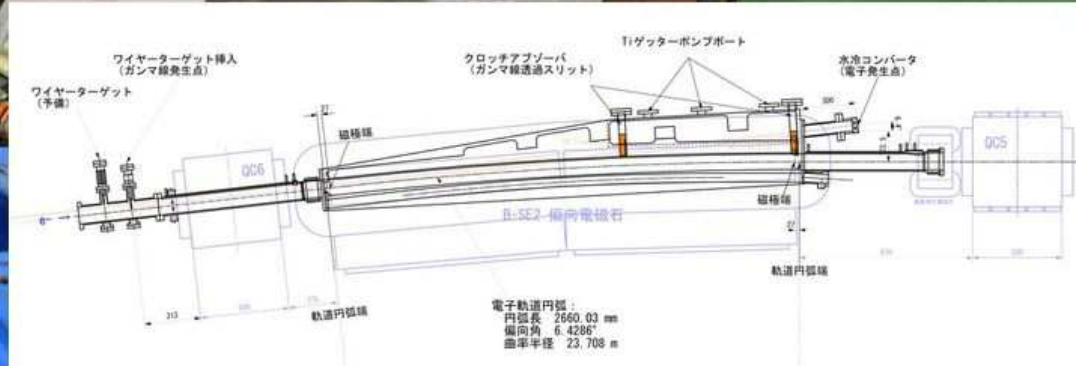 ワイヤーターゲット
(予備)
ワイヤーターゲット挿入
(ガンマ線発生点)
クロッチアブソーバ
(ガンマ線透過スリット)
Tiゲッターポンプポート
水冷コンバータ
(電子発生点)
磁極端
QC6
QC5
B-SE2 偏向電磁石
磁極端
軌道円弧端
軌道円弧端
213
電子軌道円弧:
円弧長 2660.03 mm
偏向角 6.4286°
曲率半径 23.708 m